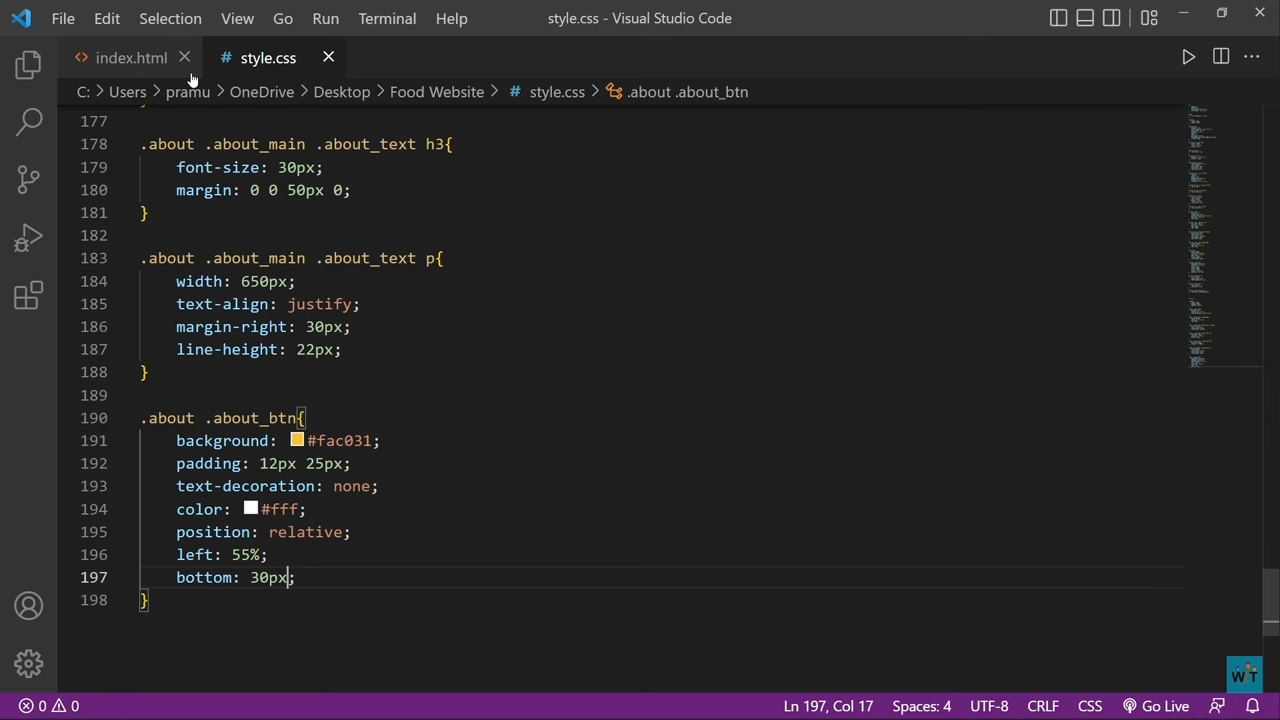 File Edit Selection View Go Run Terminal Help style.css - Visual Studio Code
index.html # style.css
C: > Users > pramu > OneDrive > Desktop > Food Website > # style.css > .about .about_btn
177
178 .about .about_main .about_text h3{
179 font-size: 30px;
180 margin: 0 0 50px 0;
181 }
182
183 .about .about_main .about_text p{
184 width: 650px;
185 text-align: justify;
186 margin-right: 30px;
187 line-height: 22px;
188 }
189
190 .about .about_btn{
191 background: #fac031;
192 padding: 12px 25px;
193 text-decoration: none;
194 color: #fff;
195 position: relative;
196 left: 55%;
197 bottom: 30px;
198 }
WT
0 0 Ln 197, Col 17 Spaces: 4 UTF-8 CRLF CSS Go Live